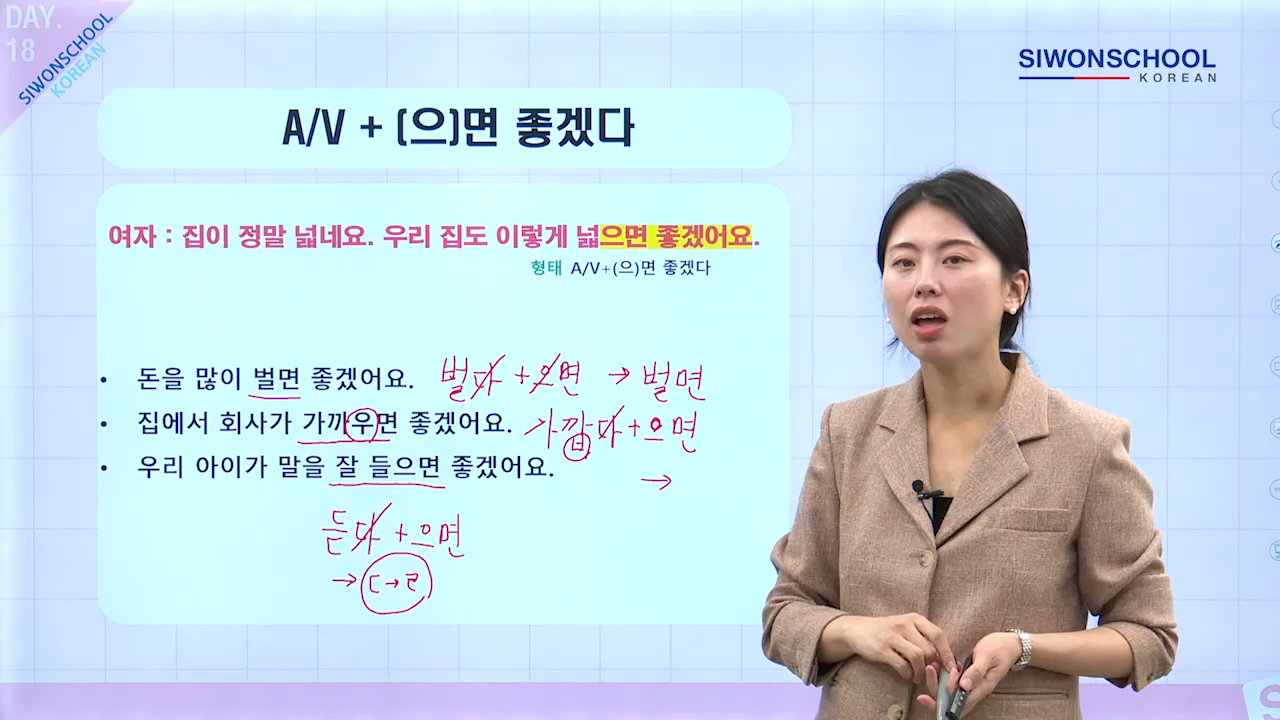 DAY.
18
SIWONSCHOOL
KOREAN
SIWONSCHOOL
KOREAN
A/V + (으)면 좋겠다
여자 : 집이 정말 넓네요. 우리 집도 이렇게 넓으면 좋겠어요.
형태 A/V+(으)면 좋겠다
• 돈을 많이 벌면 좋겠어요. 벌다 + 으면 → 벌면
• 집에서 회사가 가까우면 좋겠어요. 가깝다 + 으면
→
• 우리 아이가 말을 잘 들으면 좋겠어요.
듣다 + 으면
→ ㄷ→ㄹ
S